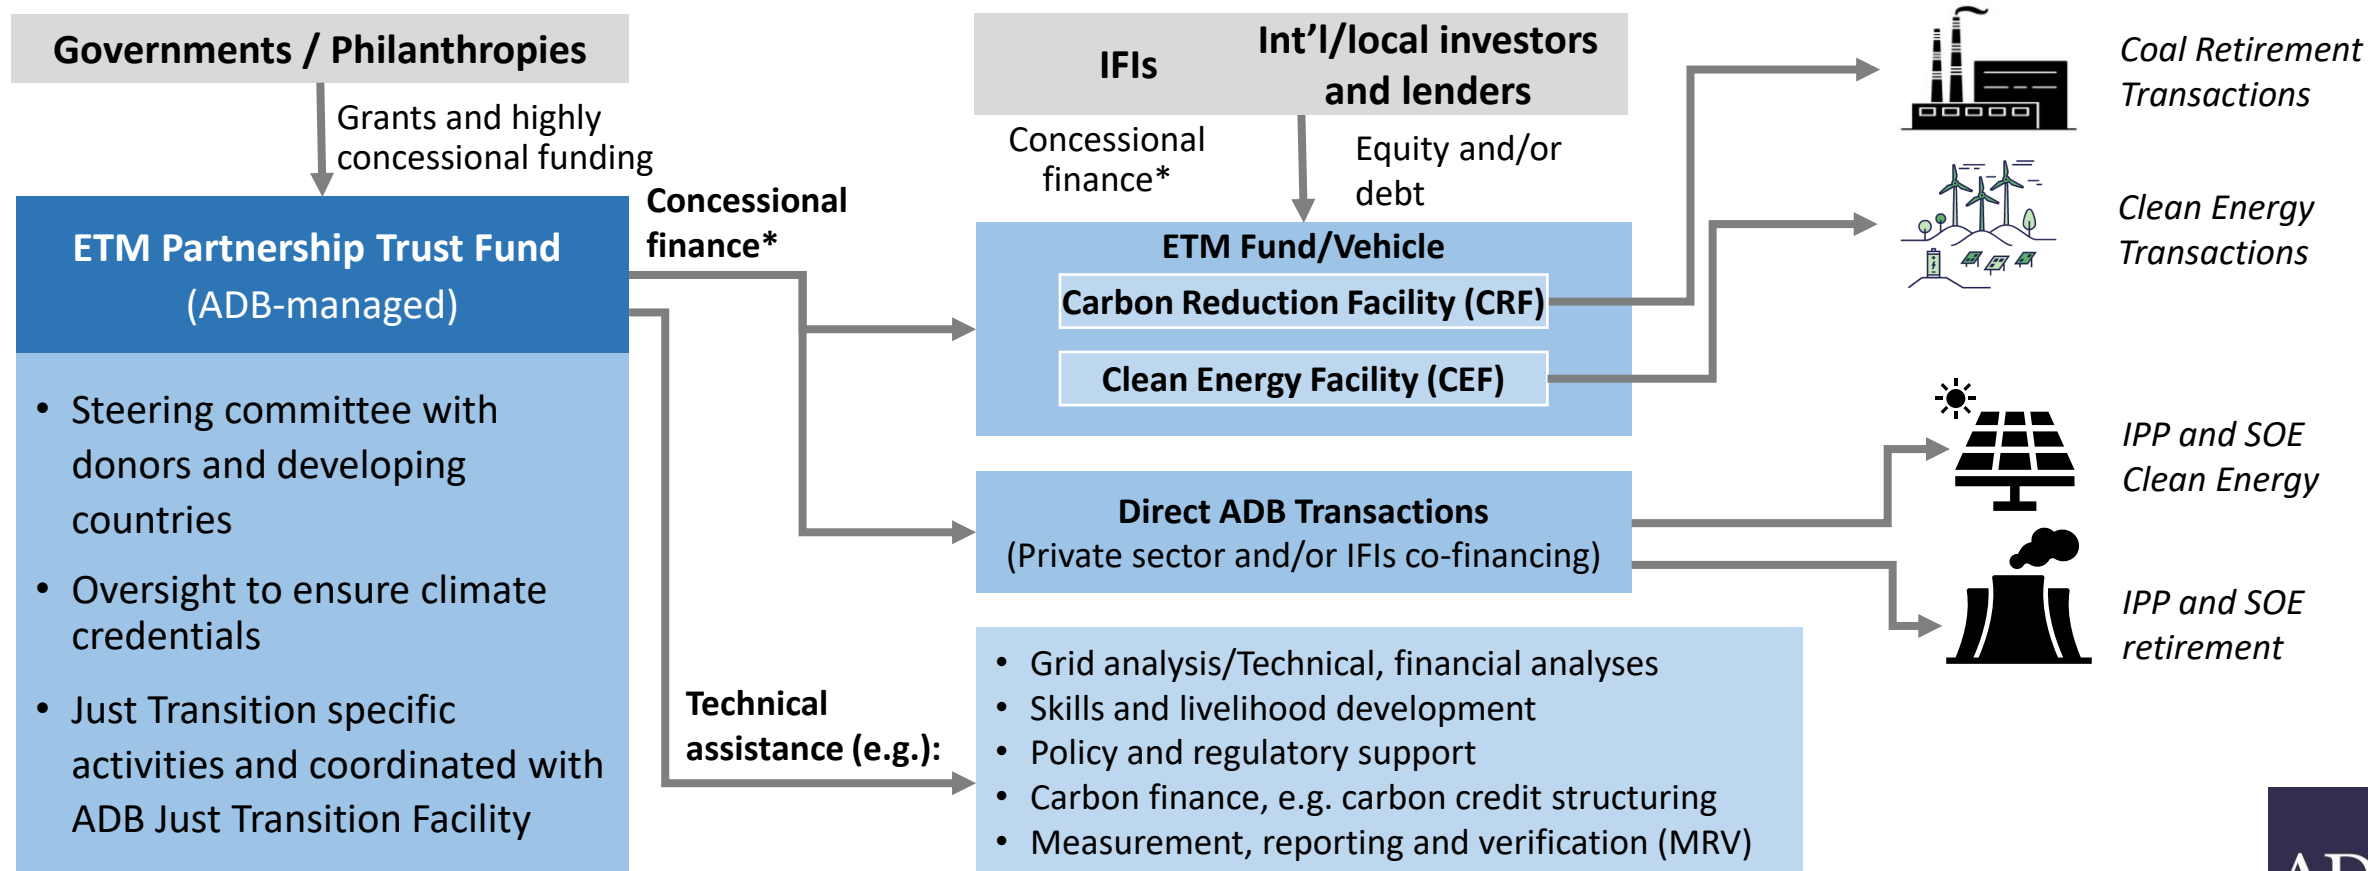 Governments / Philanthropies
Grants and highly
concessional funding
ETM Partnership Trust Fund
(ADB-managed)
• Steering committee with
donors and developing
countries
• Oversight to ensure climate
credentials
• Just Transition specific
activities and coordinated with
ADB Just Transition Facility
Concessional
finance*
Technical
assistance (e.g.):
IFIs
Int’l/local investors
and lenders
Concessional
finance*
Equity and/or
debt
ETM Fund/Vehicle
Carbon Reduction Facility (CRF)
Clean Energy Facility (CEF)
Direct ADB Transactions
(Private sector and/or IFIs co-financing)
• Grid analysis/Technical, financial analyses
• Skills and livelihood development
• Policy and regulatory support
• Carbon finance, e.g. carbon credit structuring
• Measurement, reporting and verification (MRV)
Coal Retirement
Transactions
Clean Energy
Transactions
IPP and SOE
Clean Energy
IPP and SOE
retirement